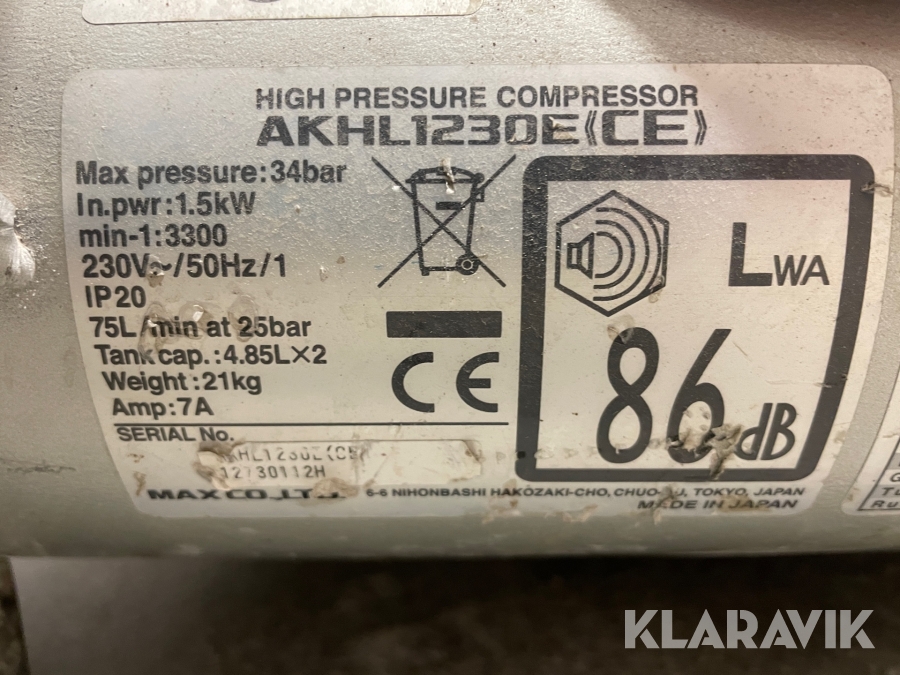 HIGH PRESSURE COMPRESSOR
AKHL1230E《CE》
Max pressure:34bar
In.pwr:1.5kW
min-1:3300
230V~/50Hz/1
IP20
75L/min at 25bar
Tank cap.:4.85L×2
Weight:21kg
Amp:7A
SERIAL No.
CE
LWA
86dB
MAX CO.,LTD. 6-6 NIHONBASHI HAKOZAKI-CHO, CHUO-KU, TOKYO, JAPAN
MADE IN JAPAN
KLARAVIK